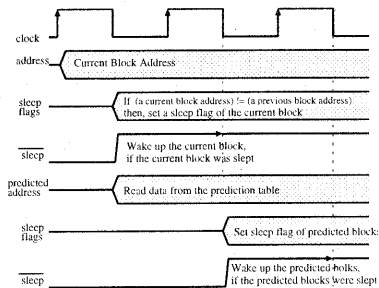 clock
address
Current Block Address
sleep
flags
If (a current block address) != (a previous block address)
then, set a sleep flag of the current block
sleep
Wake up the current block,
if the current block was slept
predicted
address
Read data from the prediction table
sleep
flags
Set sleep flag of predicted blocks
sleep
Wake up the predicted bolks,
if the predicted blocks were slept